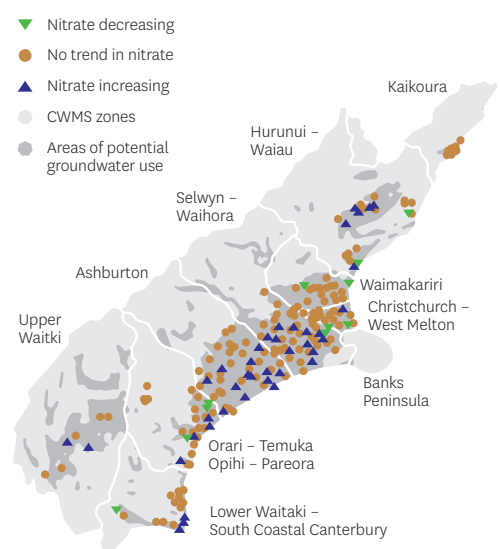 Nitrate decreasing
No trend in nitrate
Nitrate increasing
CWMS zones
Areas of potential
groundwater use
Kaikoura
Hurunui –
Waiau
Selwyn –
Waihora
Ashburton
Upper
Waitki
Waimakariri
Christchurch –
West Melton
Banks
Peninsula
Orari – Temuka
Opihi – Pareora
Lower Waitaki –
South Coastal Canterbury